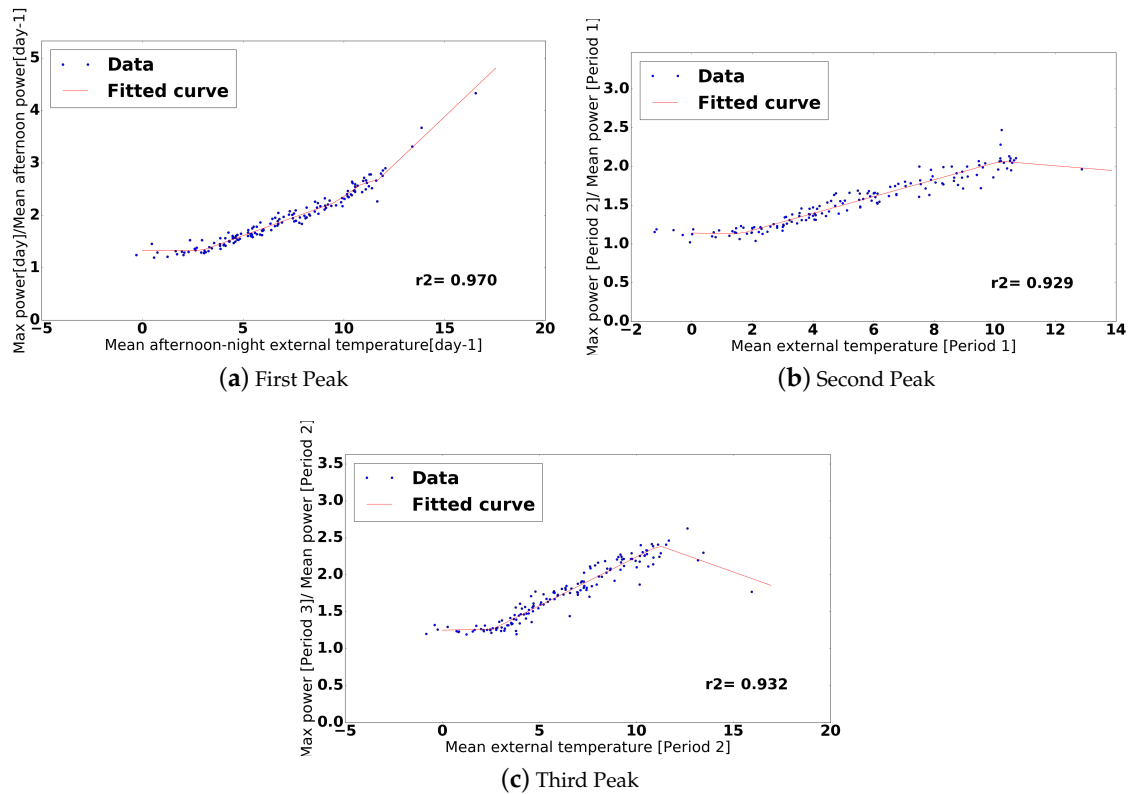 Max power[day]/Mean afternoon power[day-1]
5
4
3
2
1
0
Data
Fitted curve
r2= 0.970
−5 0 5 10 15 20
Mean afternoon-night external temperature[day-1]
(a) First Peak
Max power [Period 2]/ Mean power [Period 1]
3.0
2.5
2.0
1.5
1.0
0.5
0.0
Data
Fitted curve
r2= 0.929
−2 0 2 4 6 8 10 12 14
Mean external temperature [Period 1]
(b) Second Peak
Max power [Period 3]/ Mean power [Period 2]
3.5
3.0
2.5
2.0
1.5
1.0
0.5
0.0
Data
Fitted curve
r2= 0.932
−5 0 5 10 15 20
Mean external temperature [Period 2]
(c) Third Peak